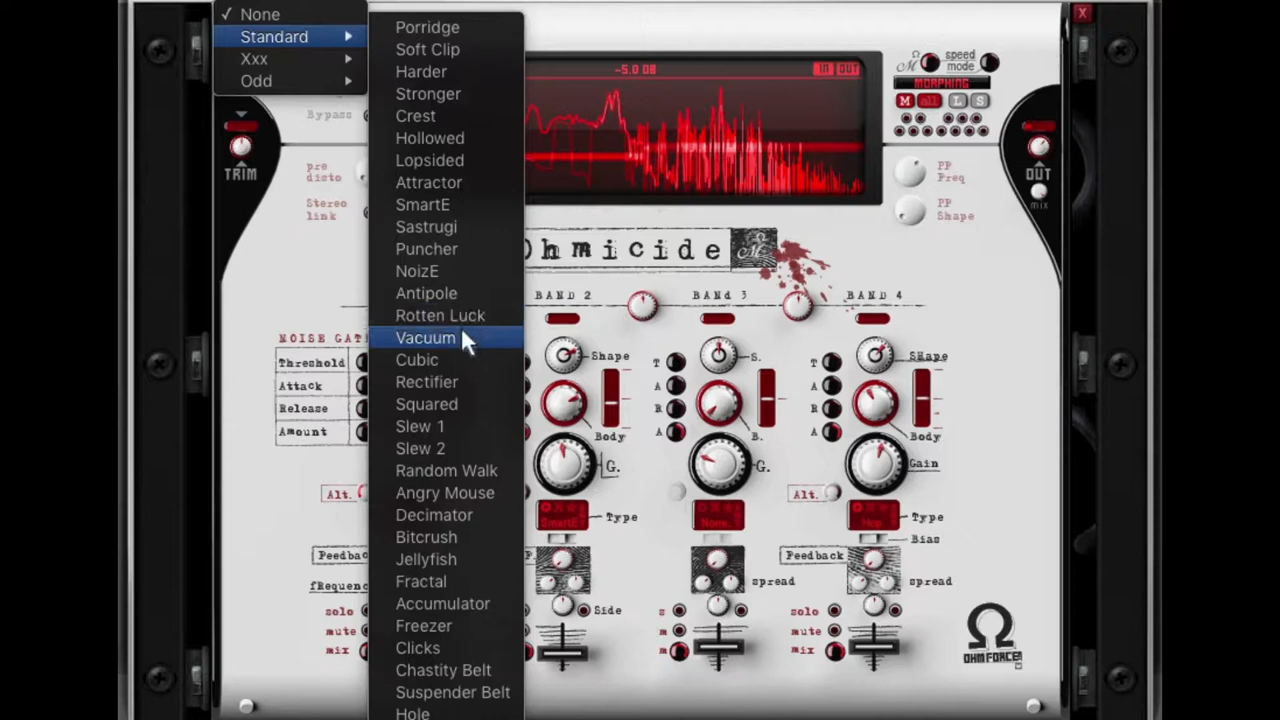 ✓ None
Standard
Xxx
Odd
Porridge
Soft Clip
Harder
Stronger
Crest
Hollowed
Lopsided
Attractor
SmartE
Sastrugi
Puncher
NoizE
Antipole
Rotten Luck
Vacuum
Cubic
Rectifier
Squared
Slew 1
Slew 2
Random Walk
Angry Mouse
Decimator
Bitcrush
Jellyfish
Fractal
Accumulator
Freezer
Clicks
Chastity Belt
Suspender Belt
Hole
-5.0 DB
IN OUT
speed
mode
MORPHING
M all L S
Bypass
TRIM
pre
disto
Stereo
link
PP
Freq
PP
Shape
OUT
mix
Ohmicide
BAND 2
BANd 3
BAND 4
NOISE GAT
Threshold
Attack
Release
Amount
Shape
Body
G.
T
A
R
A
S.
B.
G.
T
A
R
A
Shape
Body
Gain
Alt.
SmartE
Type
None
Alt.
Type
Bias
Feedback
fRequenc
P.
spread
Feedback
spread
solo
mute
mix
Side
s
m
m
solo
mute
mix
Ω
OHM FORCE